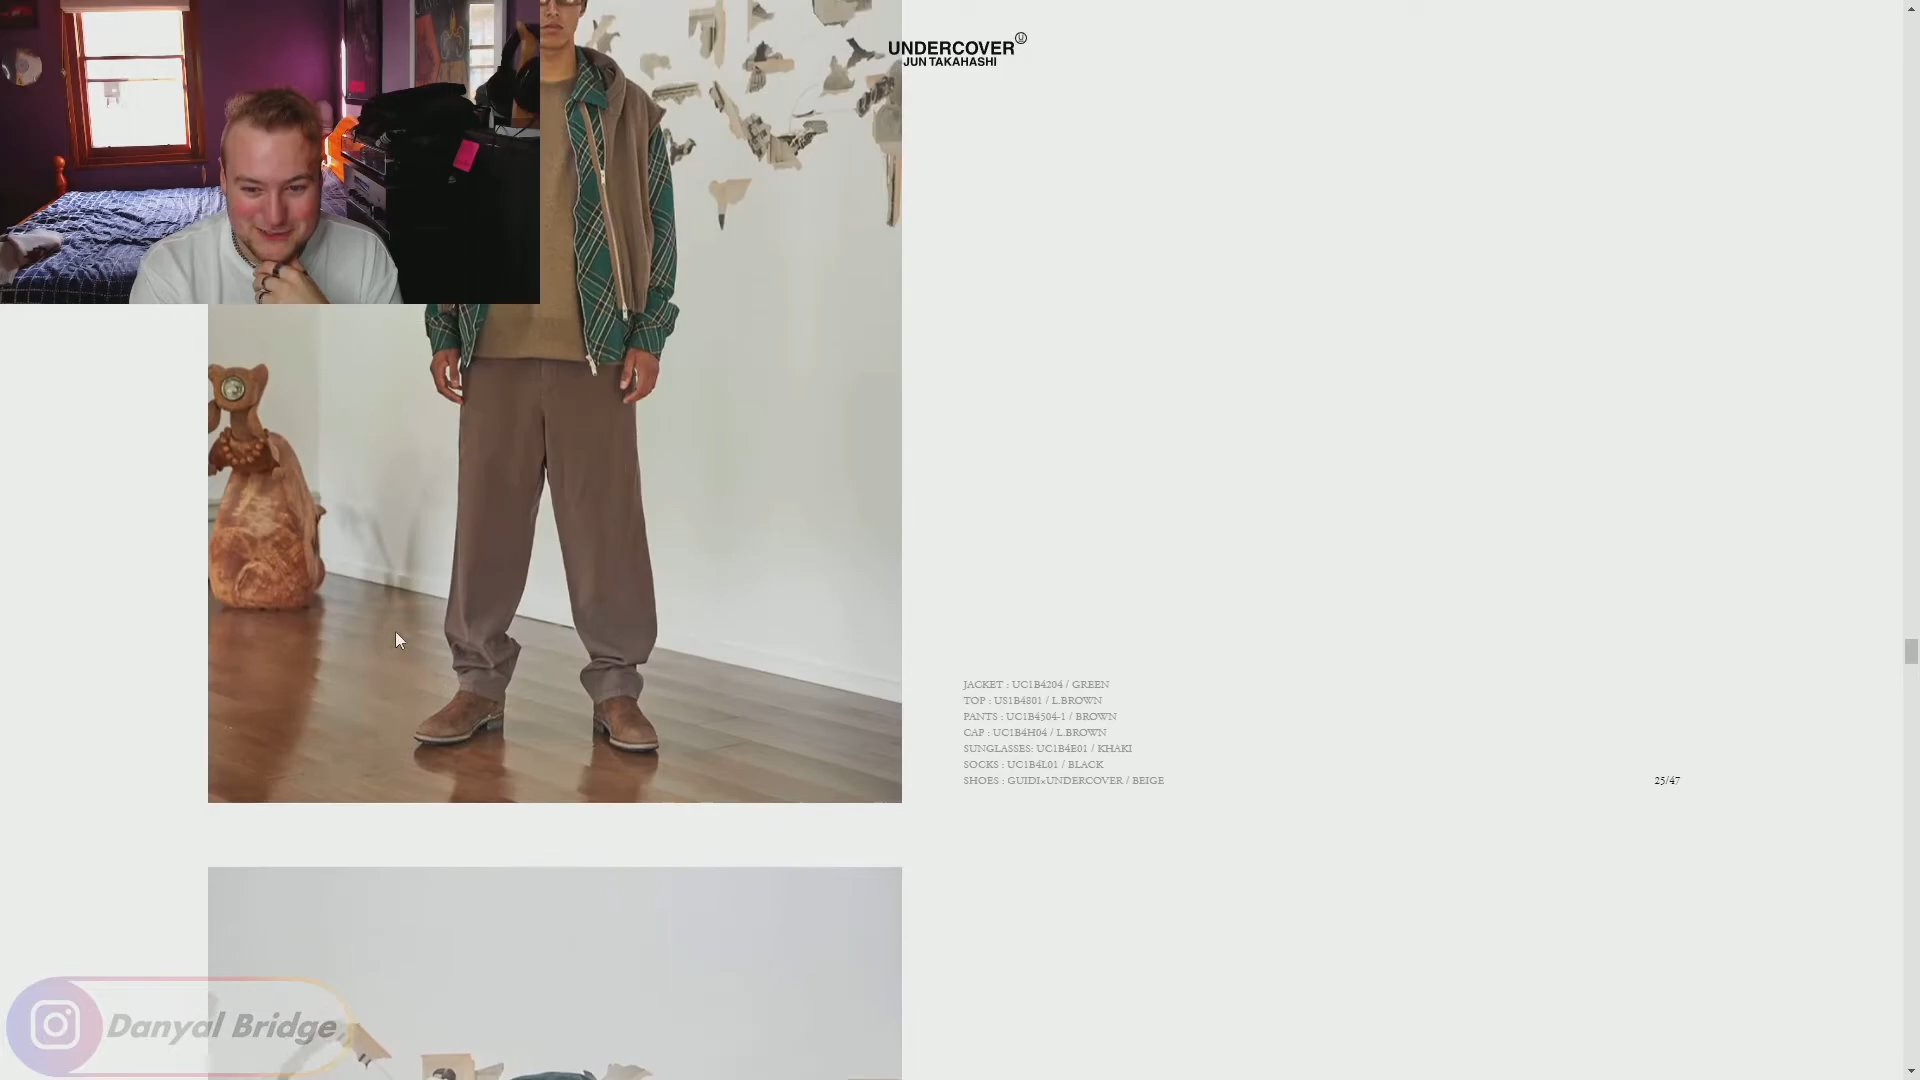 UNDERCOVER
JUN TAKAHASHI
JACKET : UC1B4204 / GREEN
TOP : US1B4801 / L.BROWN
PANTS : UC1B4504-1 / BROWN
CAP : UC1B4H04 / L.BROWN
SUNGLASSES: UC1B4E01 / KHAKI
SOCKS : UC1B4L01 / BLACK
SHOES : GUIDI×UNDERCOVER / BEIGE
25/47
Danyal Bridge